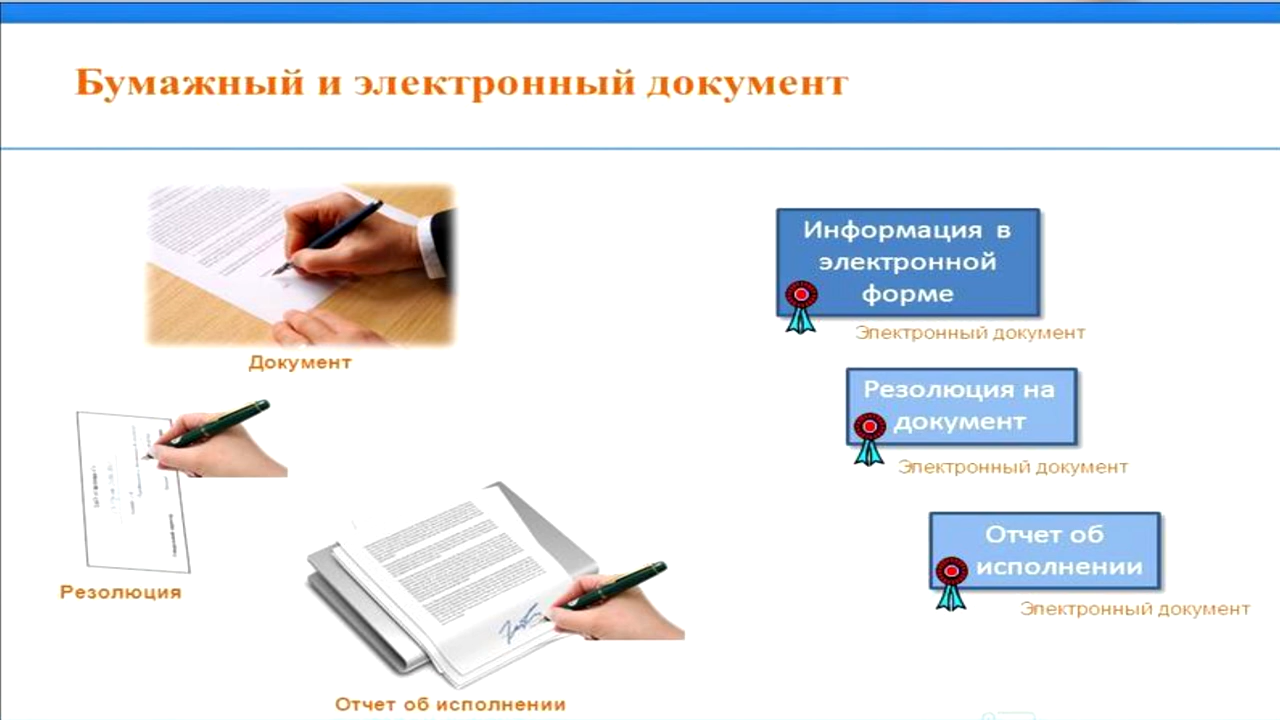 Бумажный и электронный документ
Документ
Резолюция
Отчет об исполнении
Информация в
электронной
форме
Электронный документ
Резолюция на
документ
Электронный документ
Отчет об
исполнении
Электронный документ